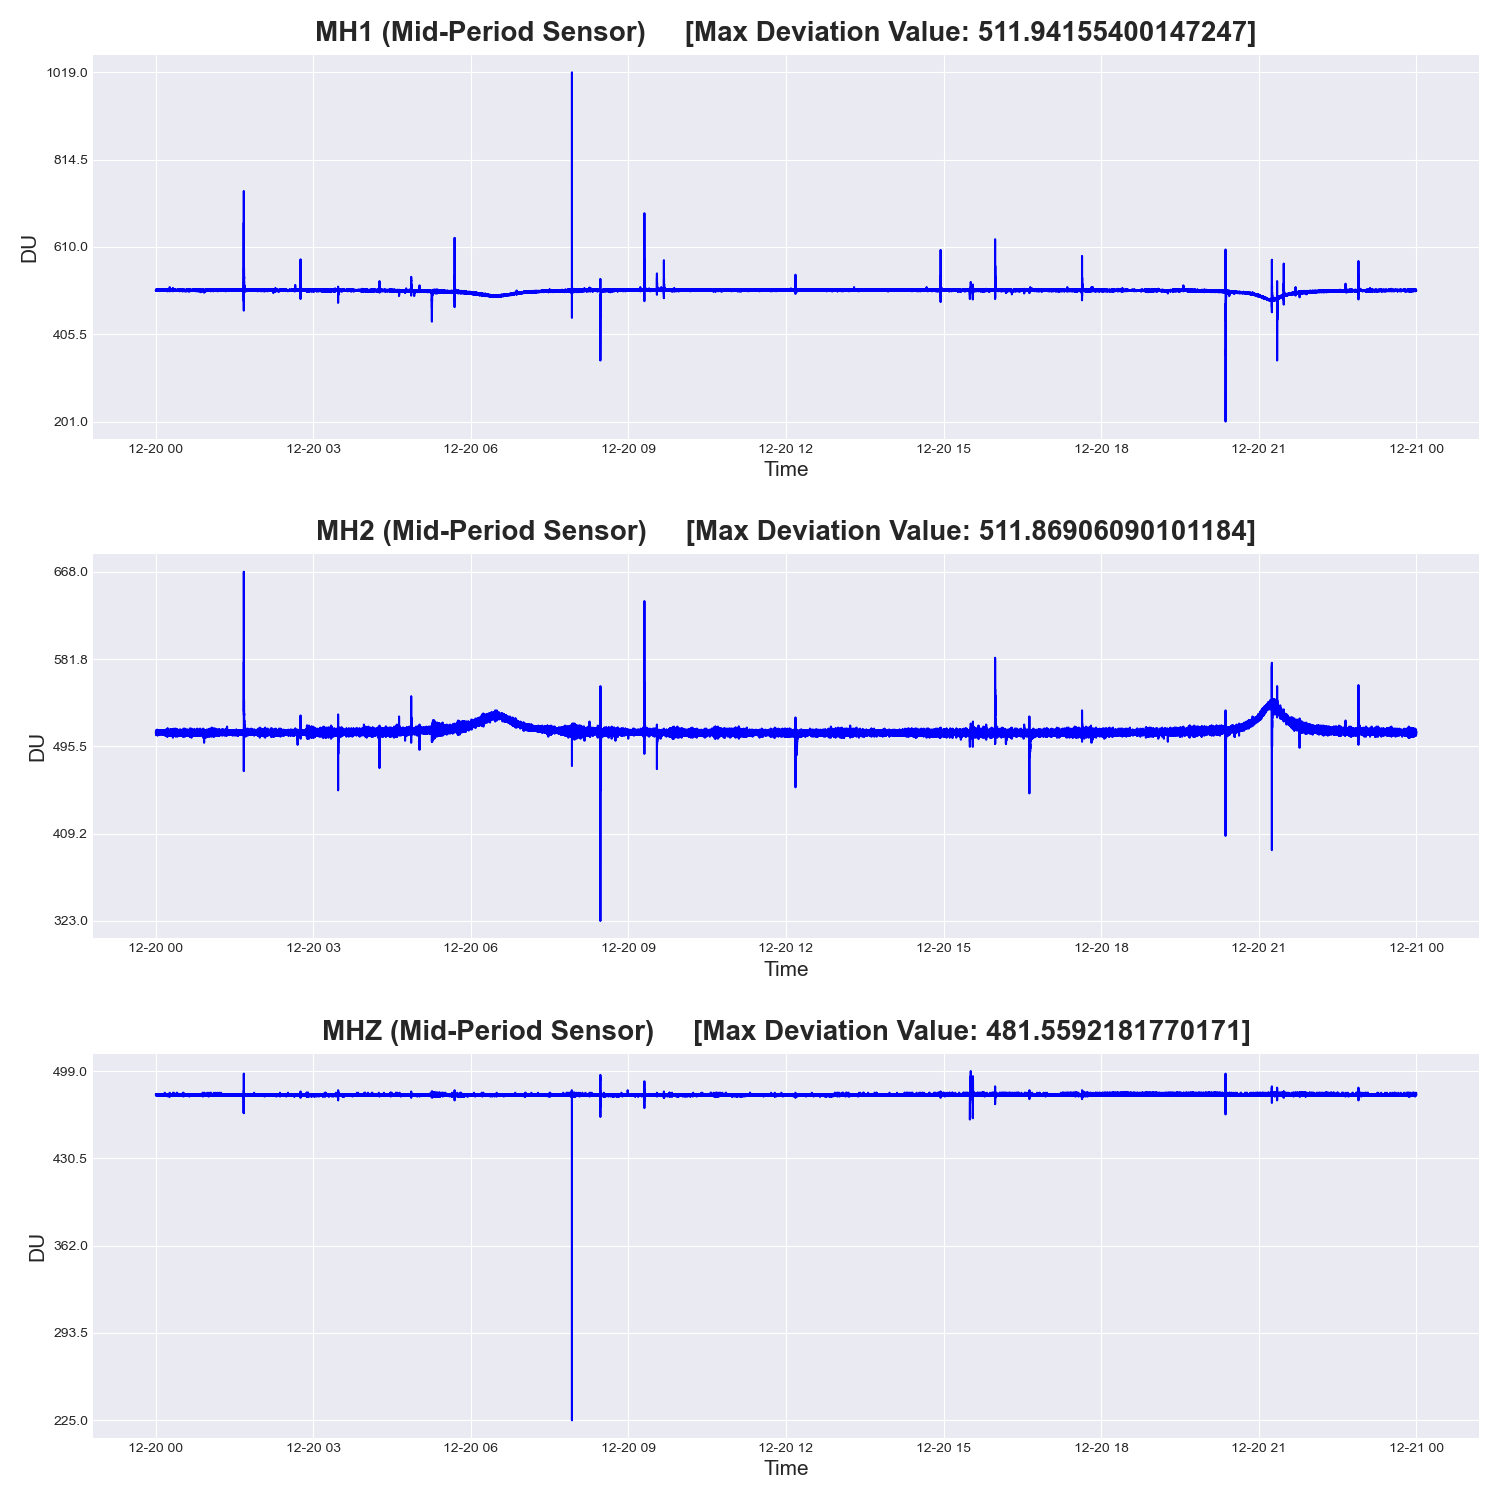 MH1 (Mid-Period Sensor) [Max Deviation Value: 511.94155400147247]
1019.0
814.5
610.0
405.5
201.0
DU
12-20 00 12-20 03 12-20 06 12-20 09 12-20 12 12-20 15 12-20 18 12-20 21 12-21 00
Time
MH2 (Mid-Period Sensor) [Max Deviation Value: 511.86906090101184]
668.0
581.8
495.5
409.2
323.0
DU
12-20 00 12-20 03 12-20 06 12-20 09 12-20 12 12-20 15 12-20 18 12-20 21 12-21 00
Time
MHZ (Mid-Period Sensor) [Max Deviation Value: 481.5592181770171]
499.0
430.5
362.0
293.5
225.0
DU
12-20 00 12-20 03 12-20 06 12-20 09 12-20 12 12-20 15 12-20 18 12-20 21 12-21 00
Time